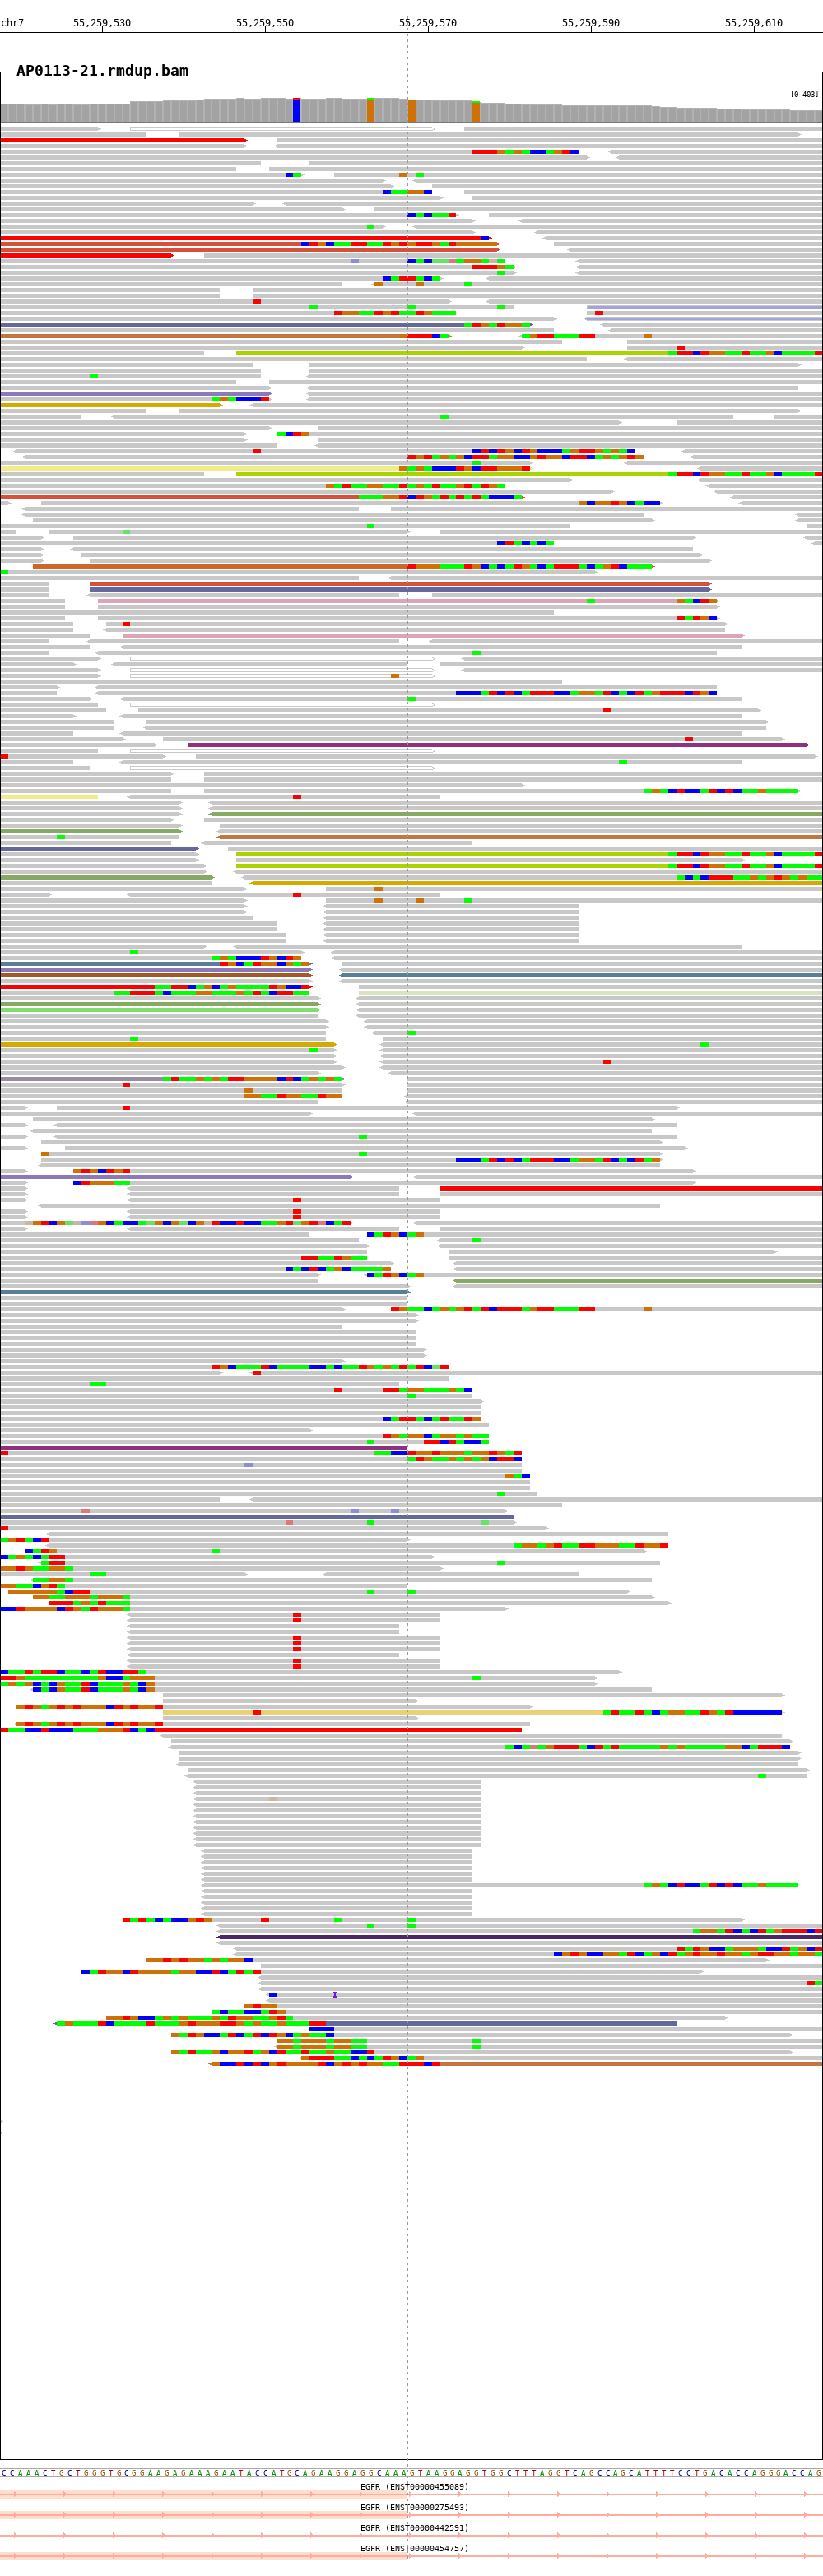 chr7 55,259,530 55,259,550 55,259,570 55,259,590 55,259,610
AP0113-21.rmdup.bam
[0-403]
I
C C A A A C T G C T G G G T G C G G A A G A G A A A G A A T A C C A T G C A G A A G G A G G C A A A G T A A G G A G G T G G C T T T A G G T C A G C C A G C A T T T T C C T G A C A C C A G G G A C C A G
EGFR (ENST00000455089)
EGFR (ENST00000275493)
EGFR (ENST00000442591)
EGFR (ENST00000454757)